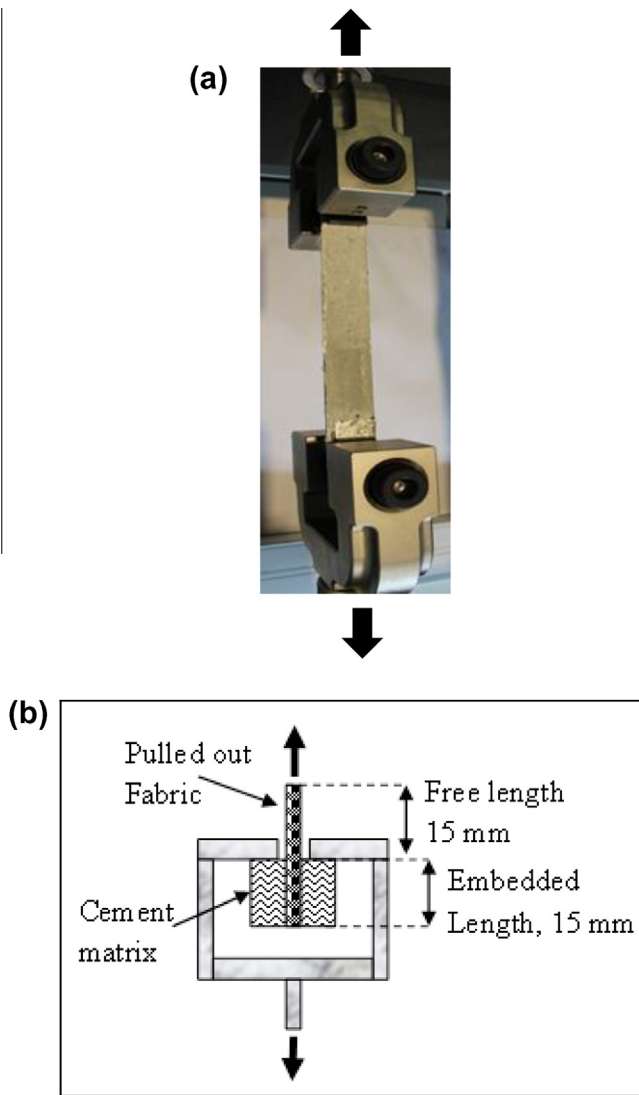 (a)
(b)
Pulled out
Fabric
Free length
15 mm
Cement
matrix
Embedded
Length, 15 mm